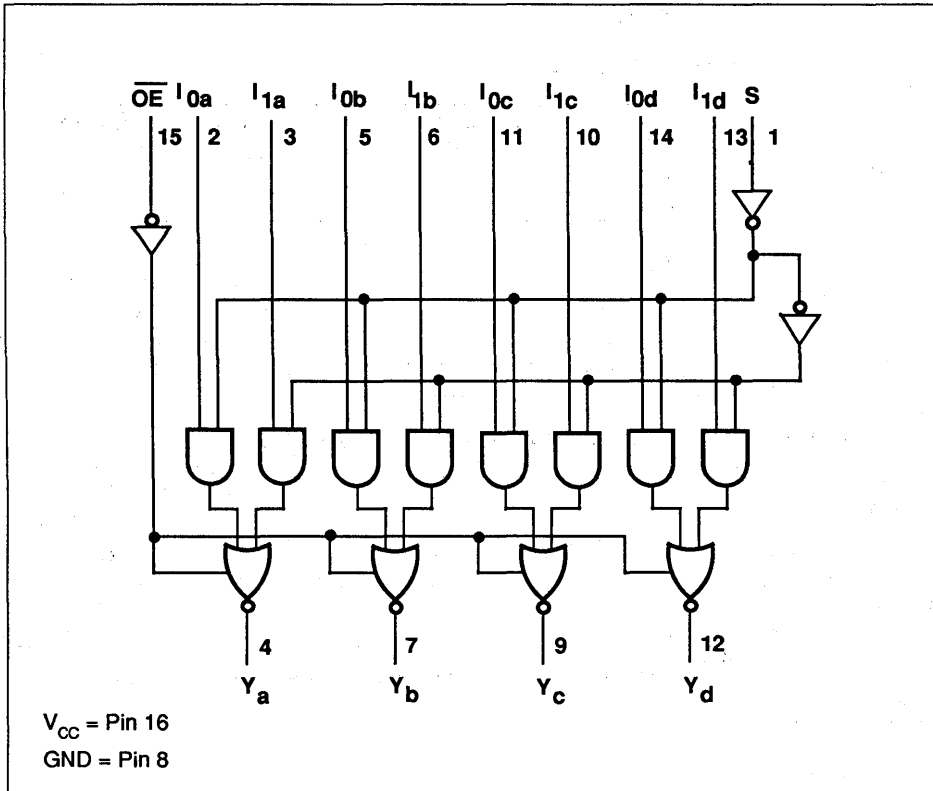 OE I0a I1a I0b I1b I0c I1c I0d I1d S
15 2 3 5 6 11 10 14 13 1
4 7 9 12
Ya Yb Yc Yd
VCC = Pin 16
GND = Pin 8